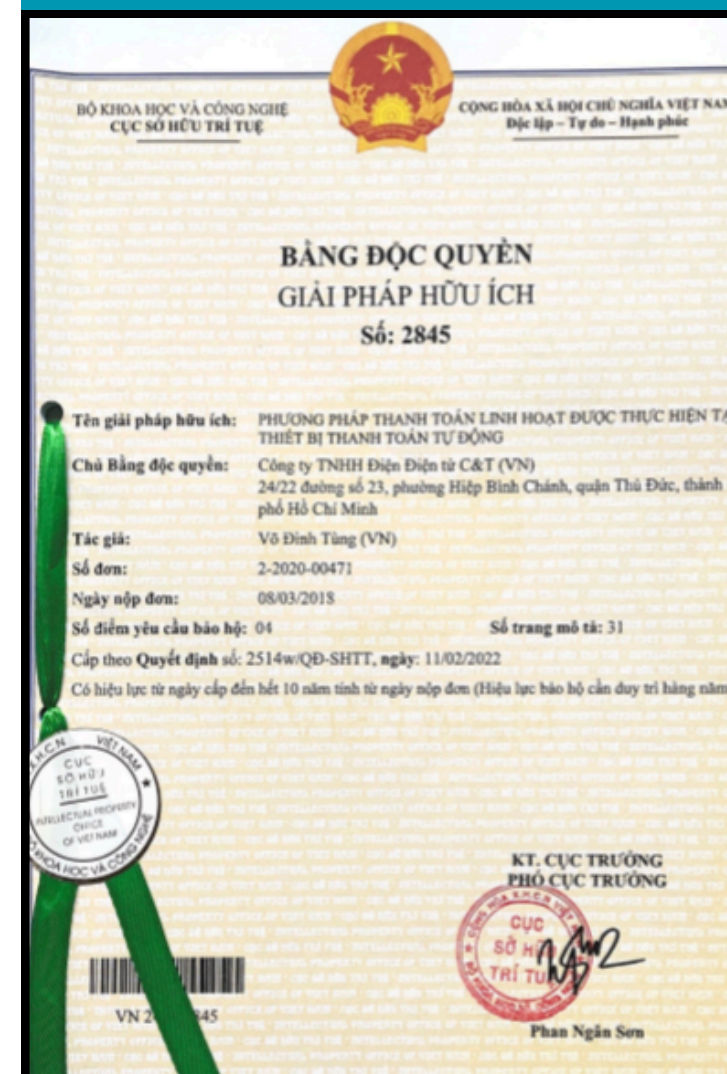 BỘ KHOA HỌC VÀ CÔNG NGHỆ
CỤC SỞ HỮU TRÍ TUỆ
CỘNG HÒA XÃ HỘI CHỦ NGHĨA VIỆT NAM
Độc lập – Tự do – Hạnh phúc
BẰNG ĐỘC QUYỀN
GIẢI PHÁP HỮU ÍCH
Số: 2845
Tên giải pháp hữu ích: PHƯƠNG PHÁP THANH TOÁN LINH HOẠT ĐƯỢC THỰC HIỆN TẠ
THIẾT BỊ THANH TOÁN TỰ ĐỘNG
Chủ Bằng độc quyền: Công ty TNHH Điện Điện tử C&T (VN)
24/22 đường số 23, phường Hiệp Bình Chánh, quận Thủ Đức, thành
phố Hồ Chí Minh
Tác giả: Võ Đình Tùng (VN)
Số đơn: 2-2020-00471
Ngày nộp đơn: 08/03/2018
Số điểm yêu cầu bảo hộ: 04 Số trang mô tả: 31
Cấp theo Quyết định số: 2514w/QĐ-SHTT, ngày: 11/02/2022
Có hiệu lực từ ngày cấp đến hết 10 năm tính từ ngày nộp đơn (Hiệu lực bảo hộ cần duy trì hàng năm
VIỆT NAM
CỤC
SỞ HỮU
TRÍ TUỆ
INTELLECTUAL PROPERTY
OFFICE
OF VIET NAM
KHOA HỌC VÀ CÔNG NGHỆ
KT. CỤC TRƯỞNG
PHÓ CỤC TRƯỞNG
CỤC
SỞ HỮU
TRÍ TUỆ
VN 2 845
Phan Ngân Sơn